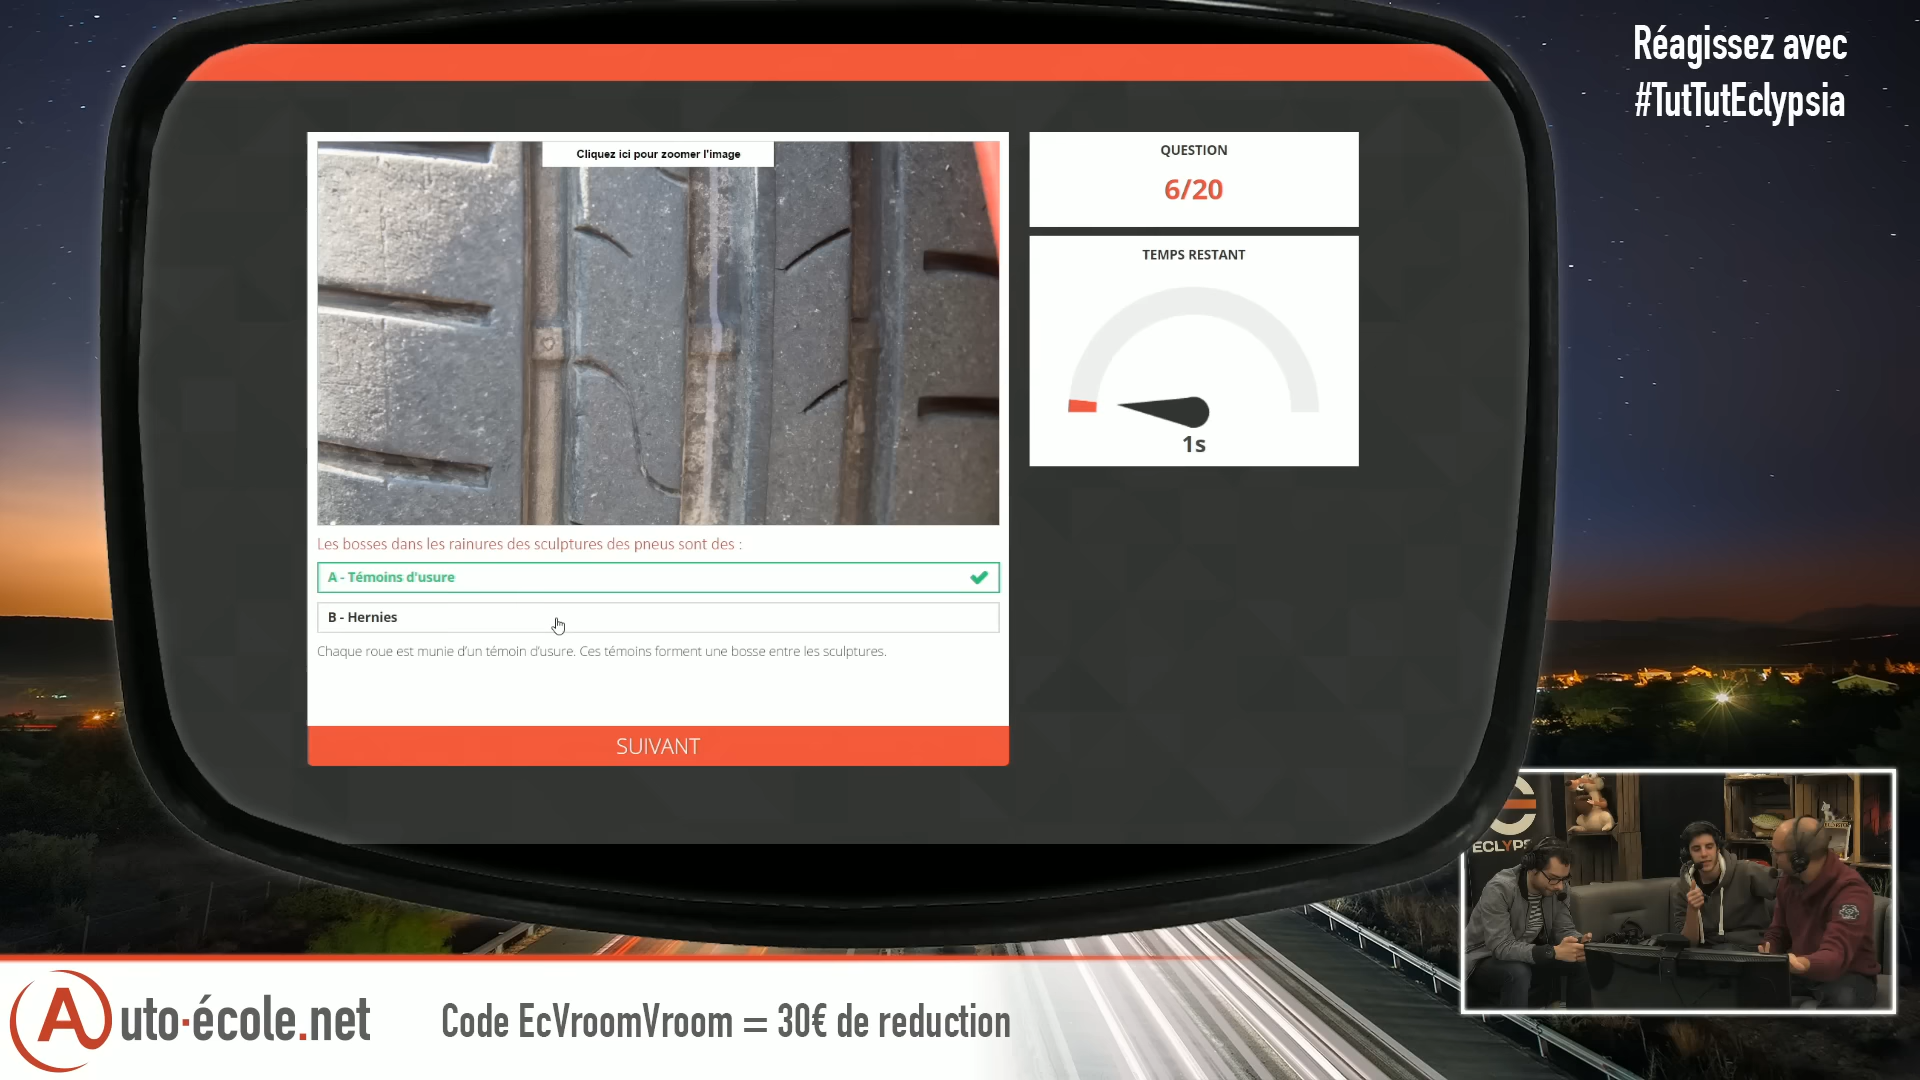 Réagissez avec
#TutTutEclypsia
Cliquez ici pour zoomer l'image
QUESTION
6/20
TEMPS RESTANT
1s
Les bosses dans les rainures des sculptures des pneus sont des :
A - Témoins d'usure
B - Hernies
Chaque roue est munie d'un témoin d'usure. Ces témoins forment une bosse entre les sculptures.
SUIVANT
ECLYPS
Auto·école.net
Code EcVroomVroom = 30€ de reduction